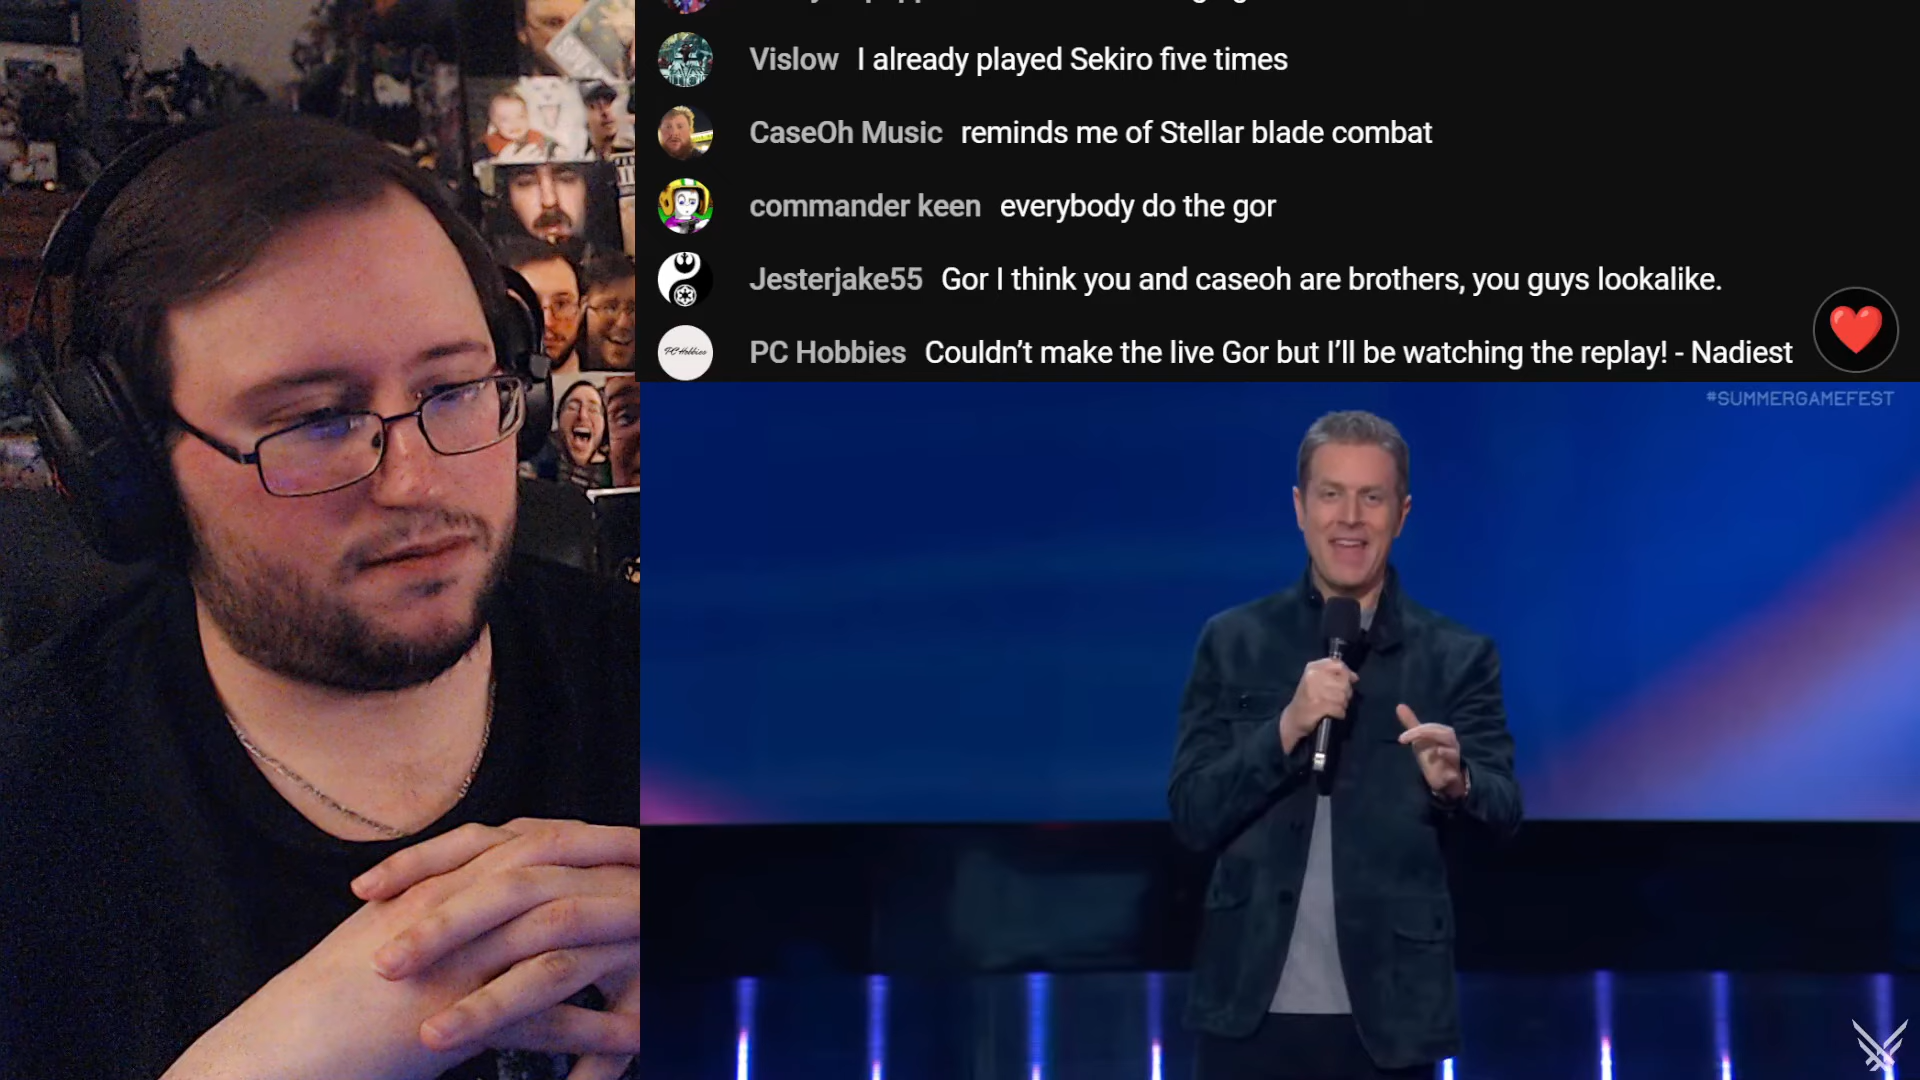 Vislow I already played Sekiro five times
CaseOh Music reminds me of Stellar blade combat
commander keen everybody do the gor
Jesterjake55 Gor I think you and caseoh are brothers, you guys lookalike.
PC Hobbies PC Hobbies Couldn’t make the live Gor but I’ll be watching the replay! - Nadiest
#SUMMERGAMEFEST